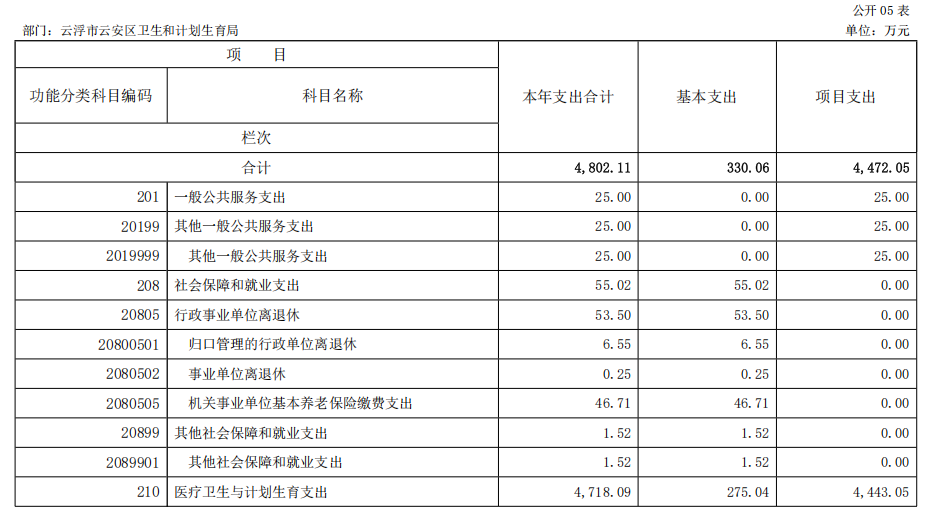 公开 05 表
部门：云浮市云安区卫生和计划生育局 单位：万元
项 目
功能分类科目编码 科目名称 本年支出合计 基本支出 项目支出
栏次
合计 4,802.11 330.06 4,472.05
201 一般公共服务支出 25.00 0.00 25.00
20199 其他一般公共服务支出 25.00 0.00 25.00
2019999 其他一般公共服务支出 25.00 0.00 25.00
208 社会保障和就业支出 55.02 55.02 0.00
20805 行政事业单位离退休 53.50 53.50 0.00
20800501 归口管理的行政单位离退休 6.55 6.55 0.00
2080502 事业单位离退休 0.25 0.25 0.00
2080505 机关事业单位基本养老保险缴费支出 46.71 46.71 0.00
20899 其他社会保障和就业支出 1.52 1.52 0.00
2089901 其他社会保障和就业支出 1.52 1.52 0.00
210 医疗卫生与计划生育支出 4,718.09 275.04 4,443.05